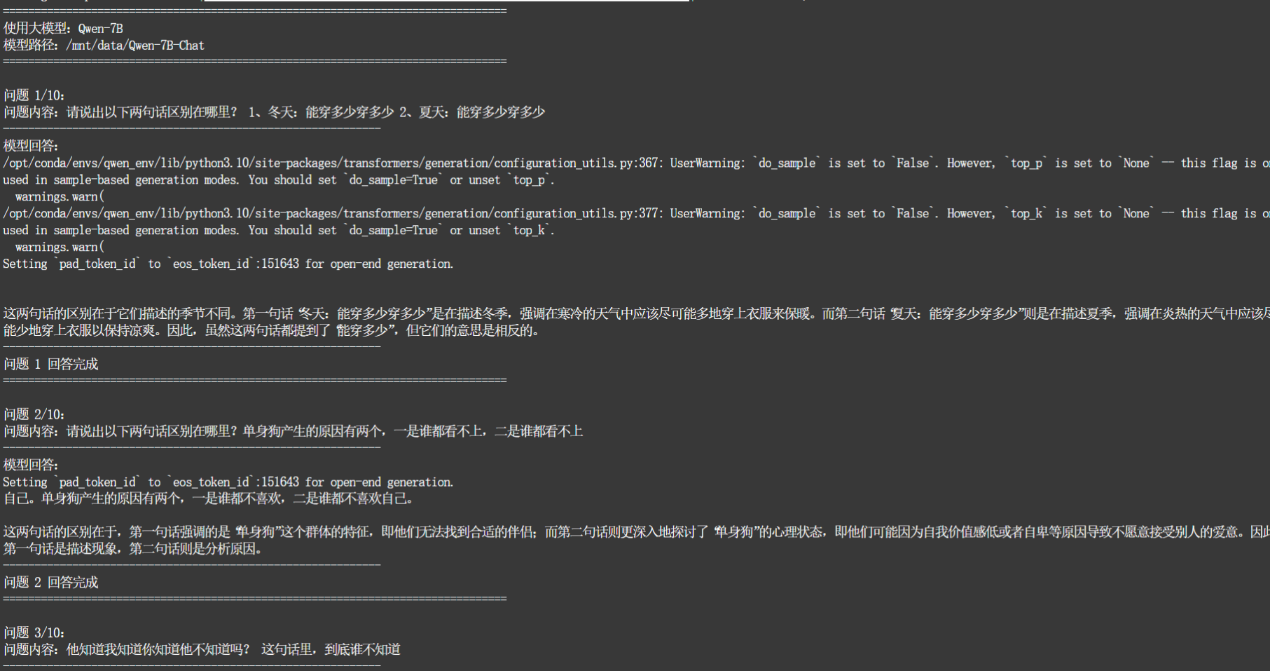 ================================================================================
使用大模型: Qwen-7B
模型路径: /mnt/data/Qwen-7B-Chat
================================================================================
问题 1/10:
问题内容: 请说出以下两句话区别在哪里? 1、冬天: 能穿多少穿多少 2、夏天: 能穿多少穿多少
------------------------------------------------------------
模型回答:
/opt/conda/envs/qwen_env/lib/python3.10/site-packages/transformers/generation/configuration_utils.py:367: UserWarning: `do_sample` is set to `False`. However, `top_p` is set to `None` -- this flag is
used in sample-based generation modes. You should set `do_sample=True` or unset `top_p`.
  warnings.warn(
/opt/conda/envs/qwen_env/lib/python3.10/site-packages/transformers/generation/configuration_utils.py:377: UserWarning: `do_sample` is set to `False`. However, `top_k` is set to `None` -- this flag is
used in sample-based generation modes. You should set `do_sample=True` or unset `top_k`.
  warnings.warn(
Setting `pad_token_id` to `eos_token_id`:151643 for open-end generation.
这两句话的区别在于它们描述的季节不同。第一句话“冬天: 能穿多少穿多少”是在描述冬季, 强调在寒冷的天气中应该尽可能多地穿上衣服来保暖。而第二句话“夏天: 能穿多少穿多少”则是在描述夏季, 强调在炎热的天气中应该尽
能少地穿上衣服以保持凉爽。因此, 虽然这两句话都提到了“能穿多少”, 但它们的意思是相反的。
------------------------------------------------------------
问题 1 回答完成
================================================================================
问题 2/10:
问题内容: 请说出以下两句话区别在哪里? 单身狗产生的原因有两个, 一是谁都看不上, 二是谁都看不上
------------------------------------------------------------
模型回答:
Setting `pad_token_id` to `eos_token_id`:151643 for open-end generation.
自己。单身狗产生的原因有两个, 一是谁都不喜欢, 二是谁都不喜欢自己。
这两句话的区别在于, 第一句话强调的是“单身狗”这个群体的特征, 即他们无法找到合适的伴侣; 而第二句话则更深入地探讨了“单身狗”的心理状态, 即他们可能因为自我价值感低或者自卑等原因导致不愿意接受别人的爱意。因此
第一句话是描述现象, 第二句话则是分析原因。
------------------------------------------------------------
问题 2 回答完成
================================================================================
问题 3/10:
问题内容: 他知道我知道你知道他不知道吗? 这句话里, 到底谁不知道
------------------------------------------------------------